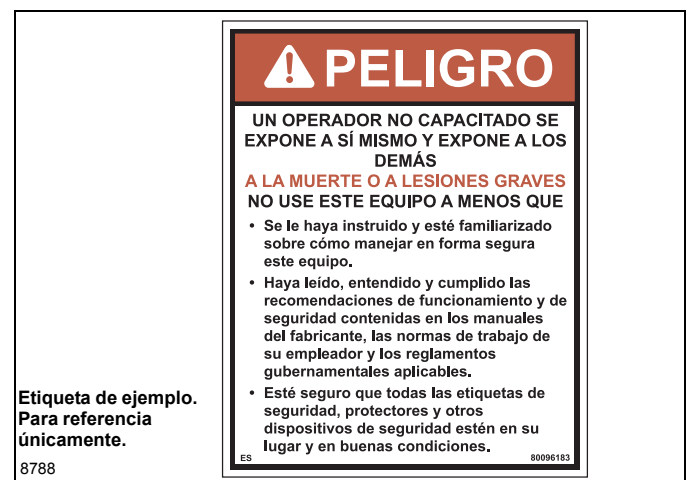 PELIGRO
UN OPERADOR NO CAPACITADO SE
EXPONE A SÍ MISMO Y EXPONE A LOS
DEMÁS
A LA MUERTE O A LESIONES GRAVES
NO USE ESTE EQUIPO A MENOS QUE
• Se le haya instruido y esté familiarizado
sobre cómo manejar en forma segura
este equipo.
• Haya leído, entendido y cumplido las
recomendaciones de funcionamiento y de
seguridad contenidas en los manuales
del fabricante, las normas de trabajo de
su empleador y los reglamentos
gubernamentales aplicables.
• Esté seguro que todas las etiquetas de
seguridad, protectores y otros
dispositivos de seguridad estén en su
lugar y en buenas condiciones.
ES
80096183
Etiqueta de ejemplo.
Para referencia
únicamente.
8788